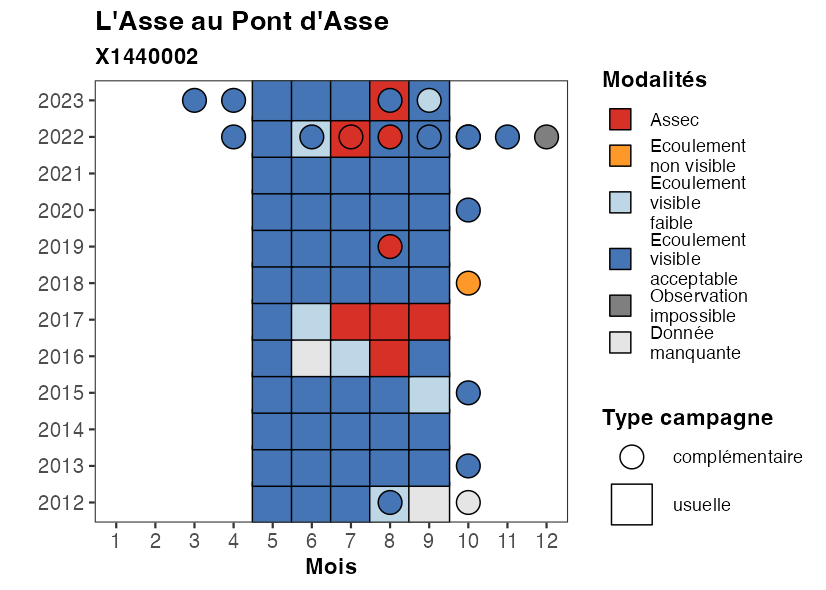 L'Asse au Pont d'Asse
X1440002
2023
2022
2021
2020
2019
2018
2017
2016
2015
2014
2013
2012
1 2 3 4 5 6 7 8 9 10 11 12
Mois
Modalités
Assec
Ecoulement
non visible
Ecoulement
visible
faible
Ecoulement
visible
acceptable
Observation
impossible
Donnée
manquante
Type campagne
complémentaire
usuelle